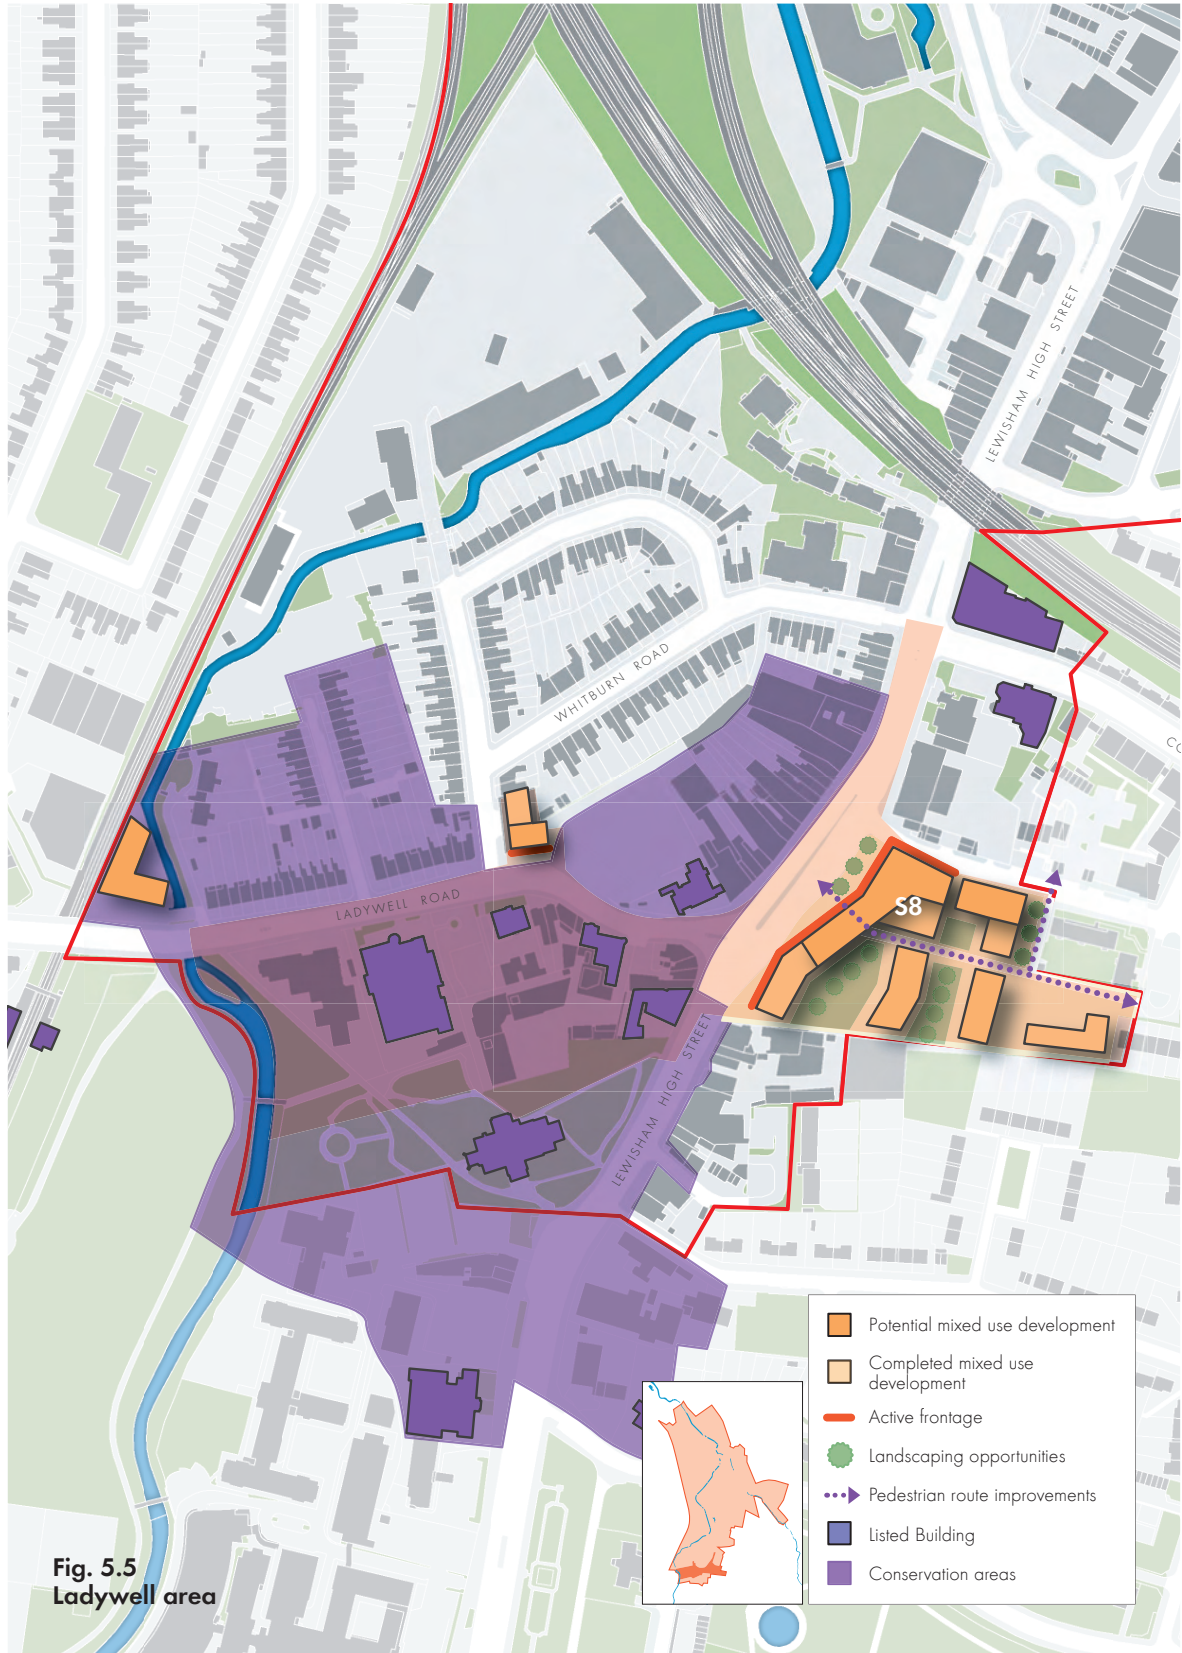 LEWISHAM HIGH STREET
WHITBURN ROAD
CO
LADYWELL ROAD
S8
LEWISHAM HIGH STREET
Potential mixed use development
Completed mixed use
development
Active frontage
Landscaping opportunities
Pedestrian route improvements
Listed Building
Conservation areas
Fig. 5.5
Ladywell area